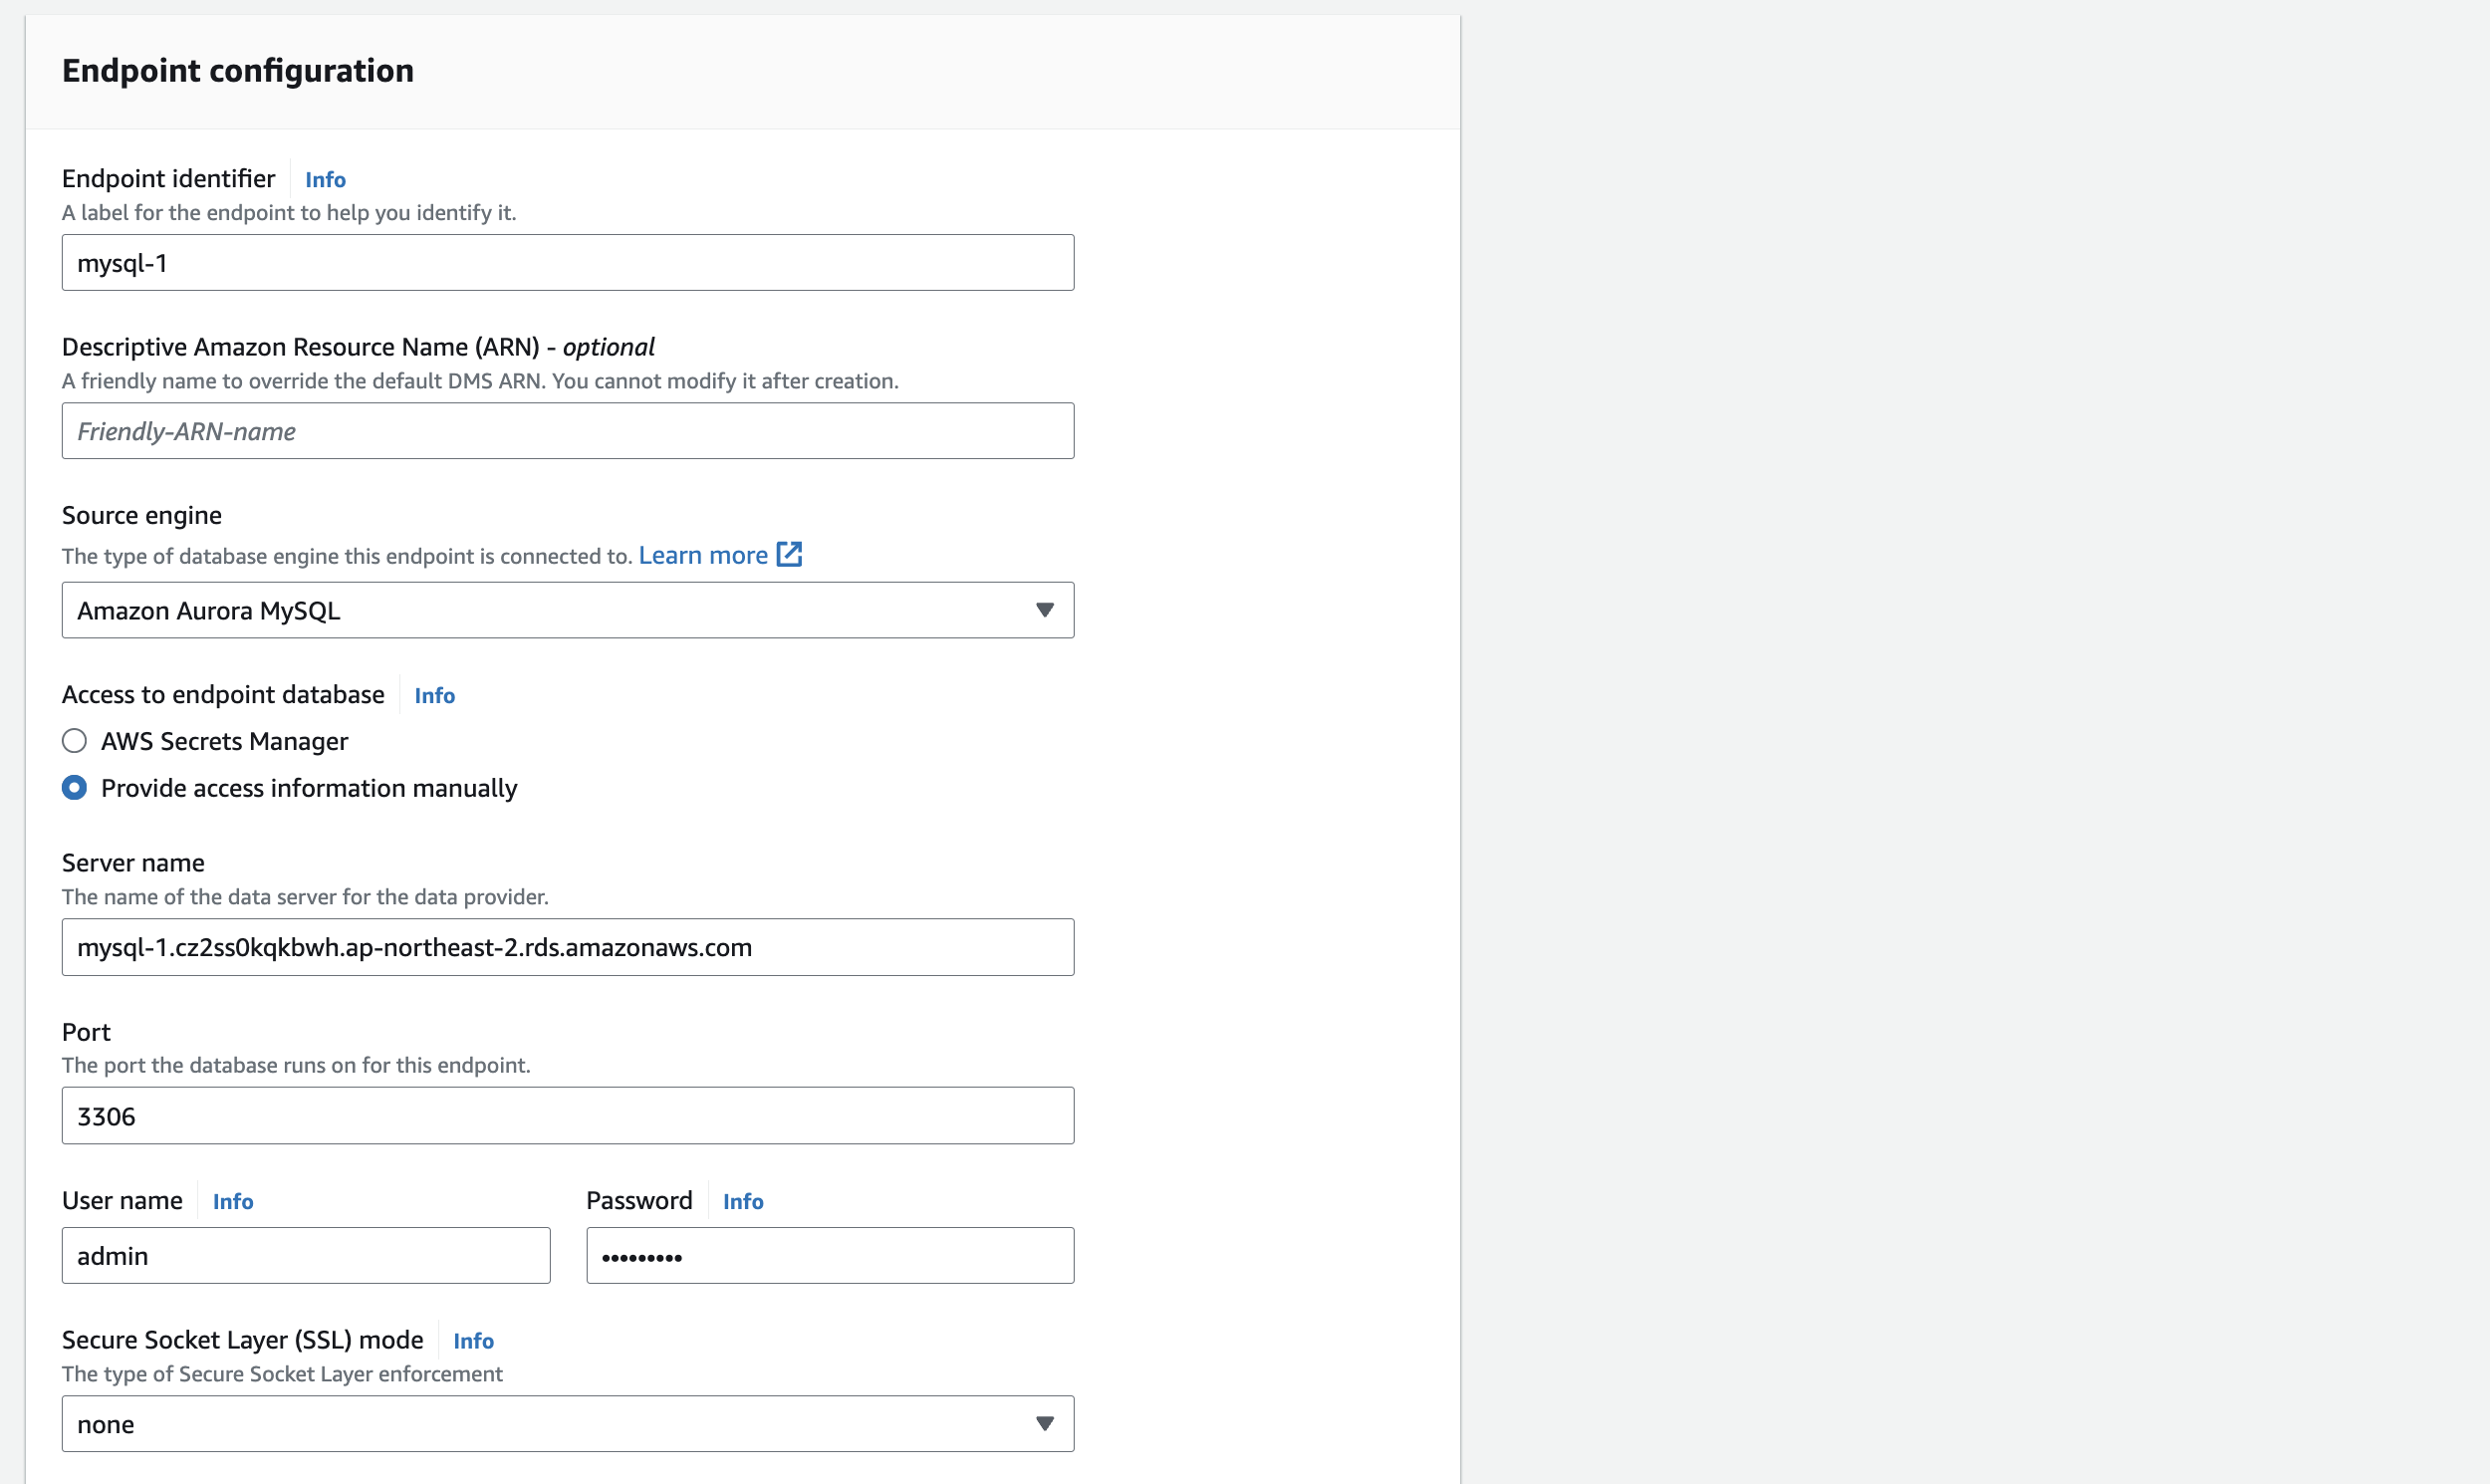 Endpoint configuration
Endpoint identifier Info
A label for the endpoint to help you identify it.
mysql-1
Descriptive Amazon Resource Name (ARN) - optional
A friendly name to override the default DMS ARN. You cannot modify it after creation.
Friendly-ARN-name
Source engine
The type of database engine this endpoint is connected to. Learn more
Amazon Aurora MySQL
Access to endpoint database Info
AWS Secrets Manager
Provide access information manually
Server name
The name of the data server for the data provider.
mysql-1.cz2ss0kqkbwh.ap-northeast-2.rds.amazonaws.com
Port
The port the database runs on for this endpoint.
3306
User name Info Password Info
admin •••••••••
Secure Socket Layer (SSL) mode Info
The type of Secure Socket Layer enforcement
none